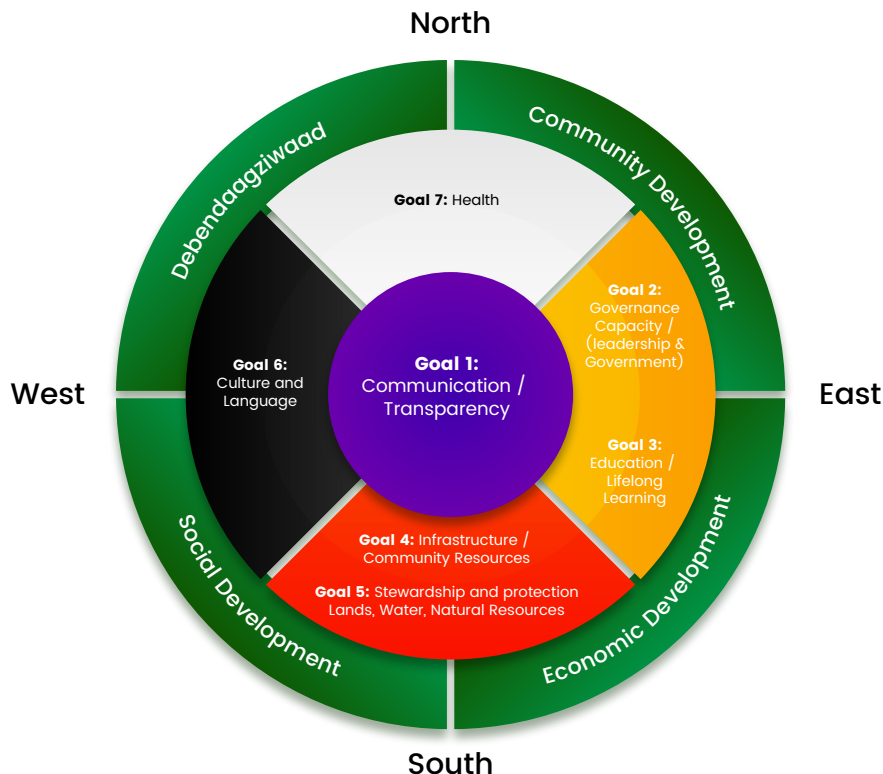 North
Debendaagziwaad
Community Development
Goal 7: Health
Goal 2:
Governance
Capacity /
(leadership &
Government)
West
Goal 6:
Culture and
Language
Goal 1:
Communication /
Transparency
East
Goal 3:
Education /
Lifelong
Learning
Goal 4: Infrastructure /
Community Resources
Goal 5: Stewardship and protection
Lands, Water, Natural Resources
Social Development
Economic Development
South